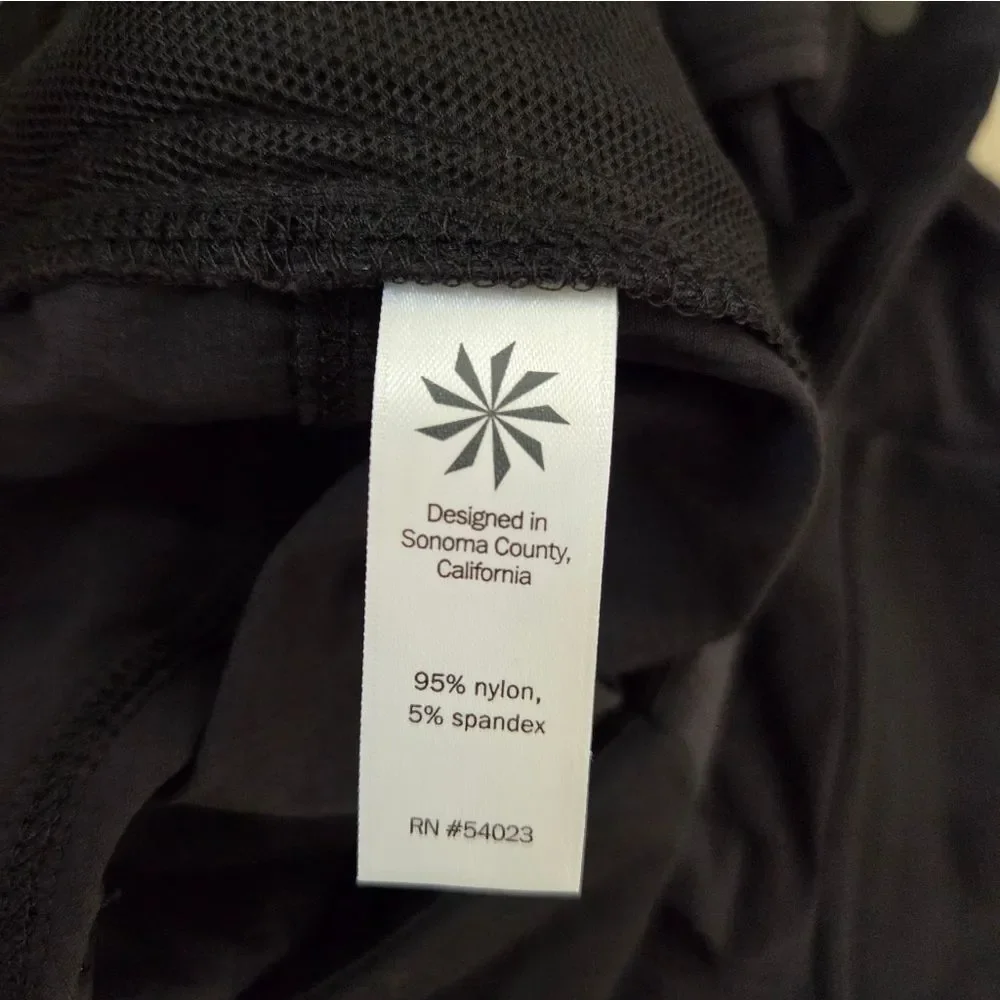 Designed in
Sonoma County,
California
95% nylon,
5% spandex
RN #54023